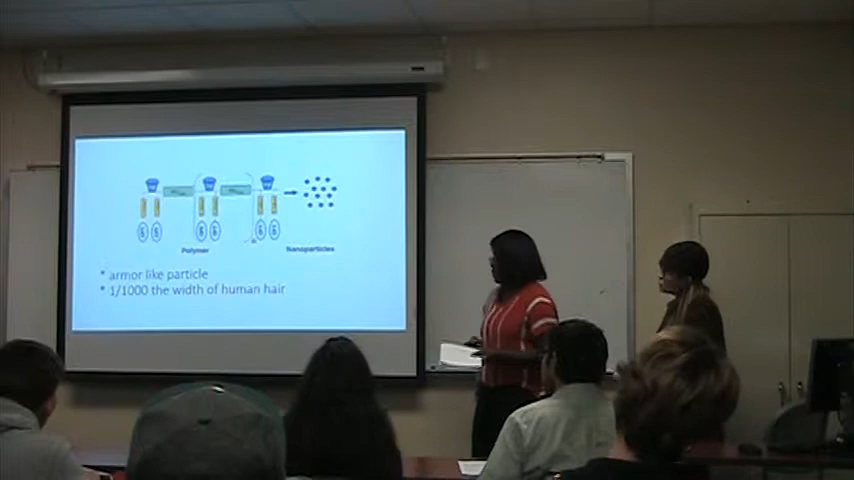 Polymer
Nanoparticles
* armor like particle
* 1/1000 the width of human hair